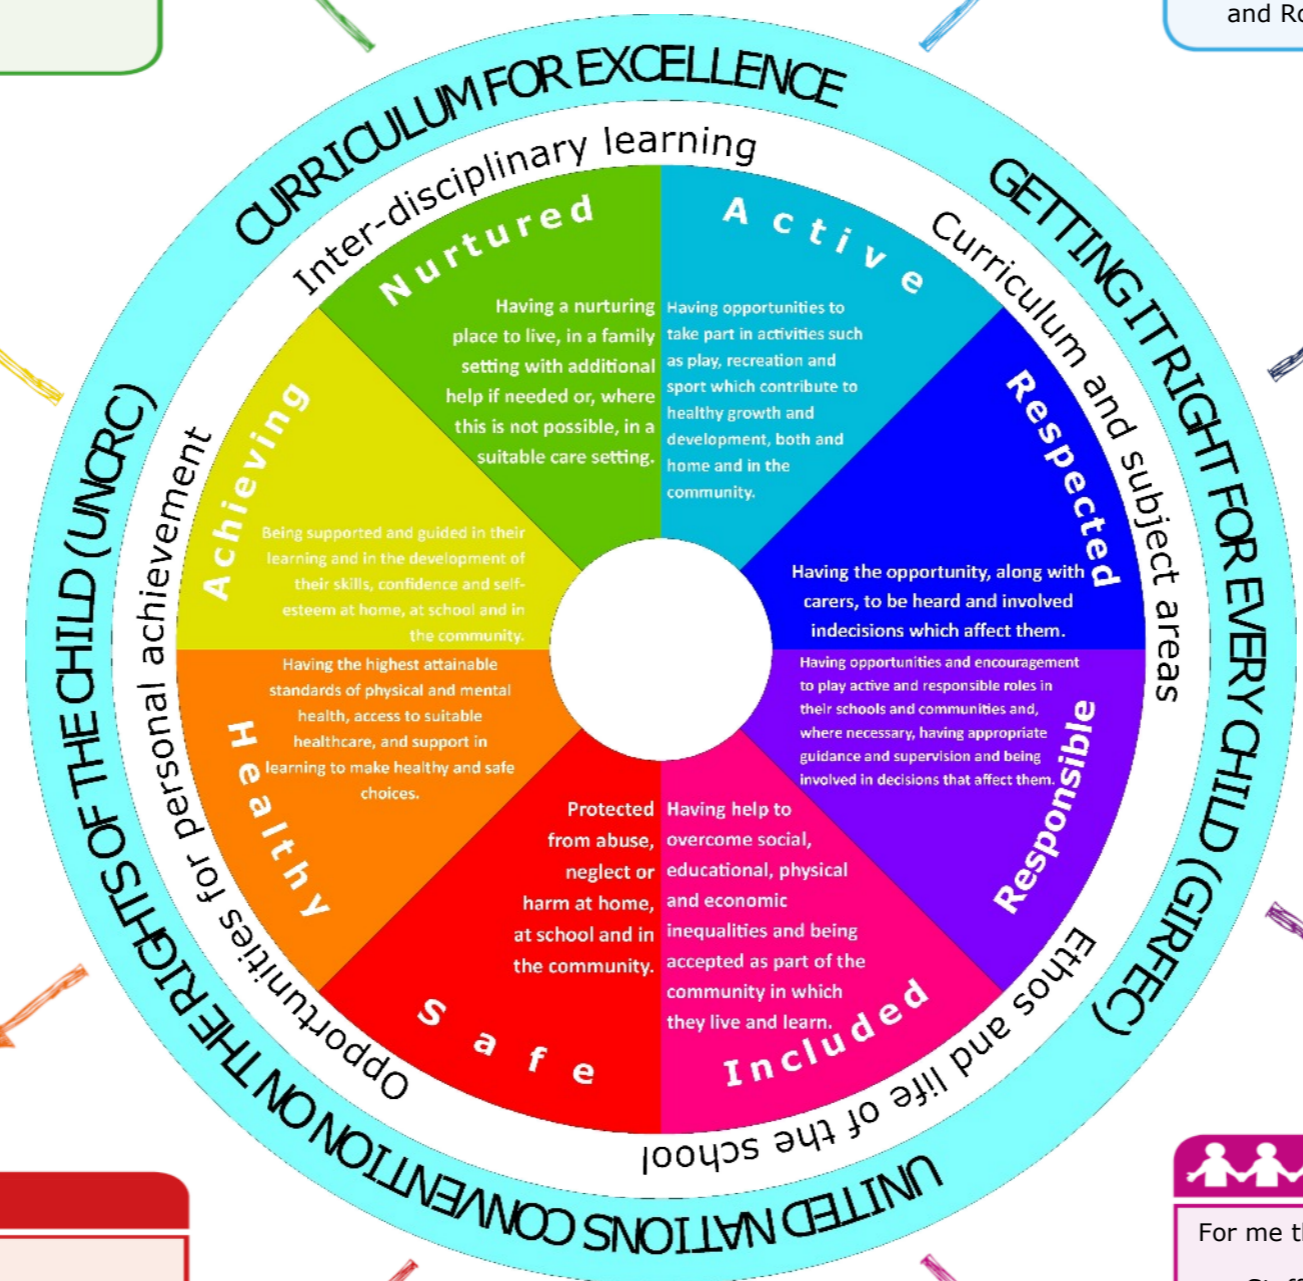 and Ro
CURRICULUM FOR EXCELLENCE
GETTING IT RIGHT FOR EVERY CHILD (GIRFEC)
UNITED NATIONS CONVENTION ON THE RIGHTS OF THE CHILD (UNCRC)
Inter-disciplinary learning
Curriculum and subject areas
Ethos and life of the school
Opportunities for personal achievement
Nurtured
Having a nurturing
place to live, in a family
setting with additional
help if needed or, where
this is not possible, in a
suitable care setting.
Active
Having opportunities to
take part in activities such
as play, recreation and
sport which contribute to
healthy growth and
development, both and
home and in the
community.
Respected
Having the opportunity, along with
carers, to be heard and involved
indecisions which affect them.
Responsible
Having opportunities and encouragement
to play active and responsible roles in
their schools and communities and,
where necessary, having appropriate
guidance and supervision and being
involved in decisions that affect them.
Included
Having help to
overcome social,
educational, physical
and economic
inequalities and being
accepted as part of the
community in which
they live and learn.
Safe
Protected
from abuse,
neglect or
harm at home,
at school and in
the community.
Healthy
Having the highest attainable
standards of physical and mental
health, access to suitable
healthcare, and support in
learning to make healthy and safe
choices.
Achieving
Being supported and guided in their
learning and in the development of
their skills, confidence and self-
esteem at home, at school and in
the community.
For me th